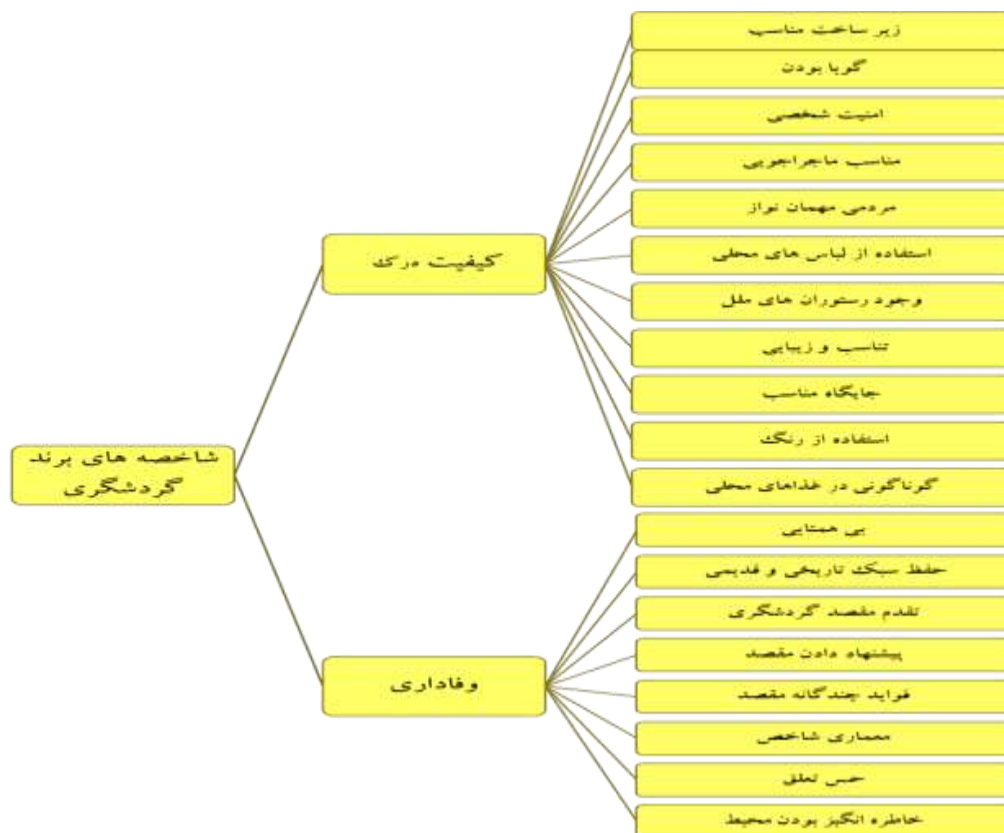 شاخصه های برند
گردشگری
کیفیت درک
زیر ساخت مناسب
گویا بودن
امنیت شخصی
مناسب ماجراجویی
مردمی مهمان نواز
استفاده از لباس های محلی
وجود رستوران های ملل
تناسب و زیبایی
جایگاه مناسب
استفاده از رنگ
گوناگونی در غذاهای محلی
وفاداری
بی همتایی
حفظ سبک تاریخی و قدیمی
تقدم مقصد گردشگری
پیشنهاد دادن مقصد
فواید چندگانه مقصد
معماری شاخص
حس تعلق
خاطره انگیز بودن محیط